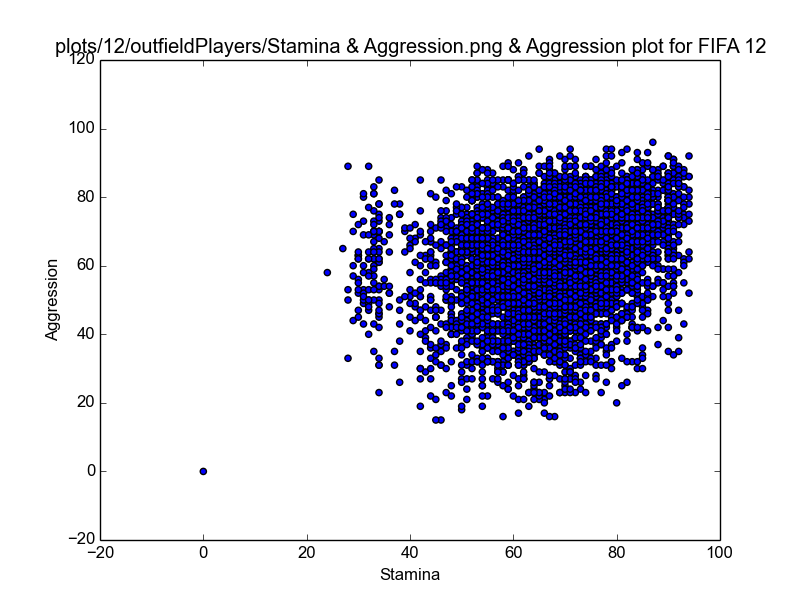 plots/12/outfieldPlayers/Stamina & Aggression.png & Aggression plot for FIFA 12
120
100
80
60
40
20
0
−20
Aggression
−20 0 20 40 60 80 100
Stamina